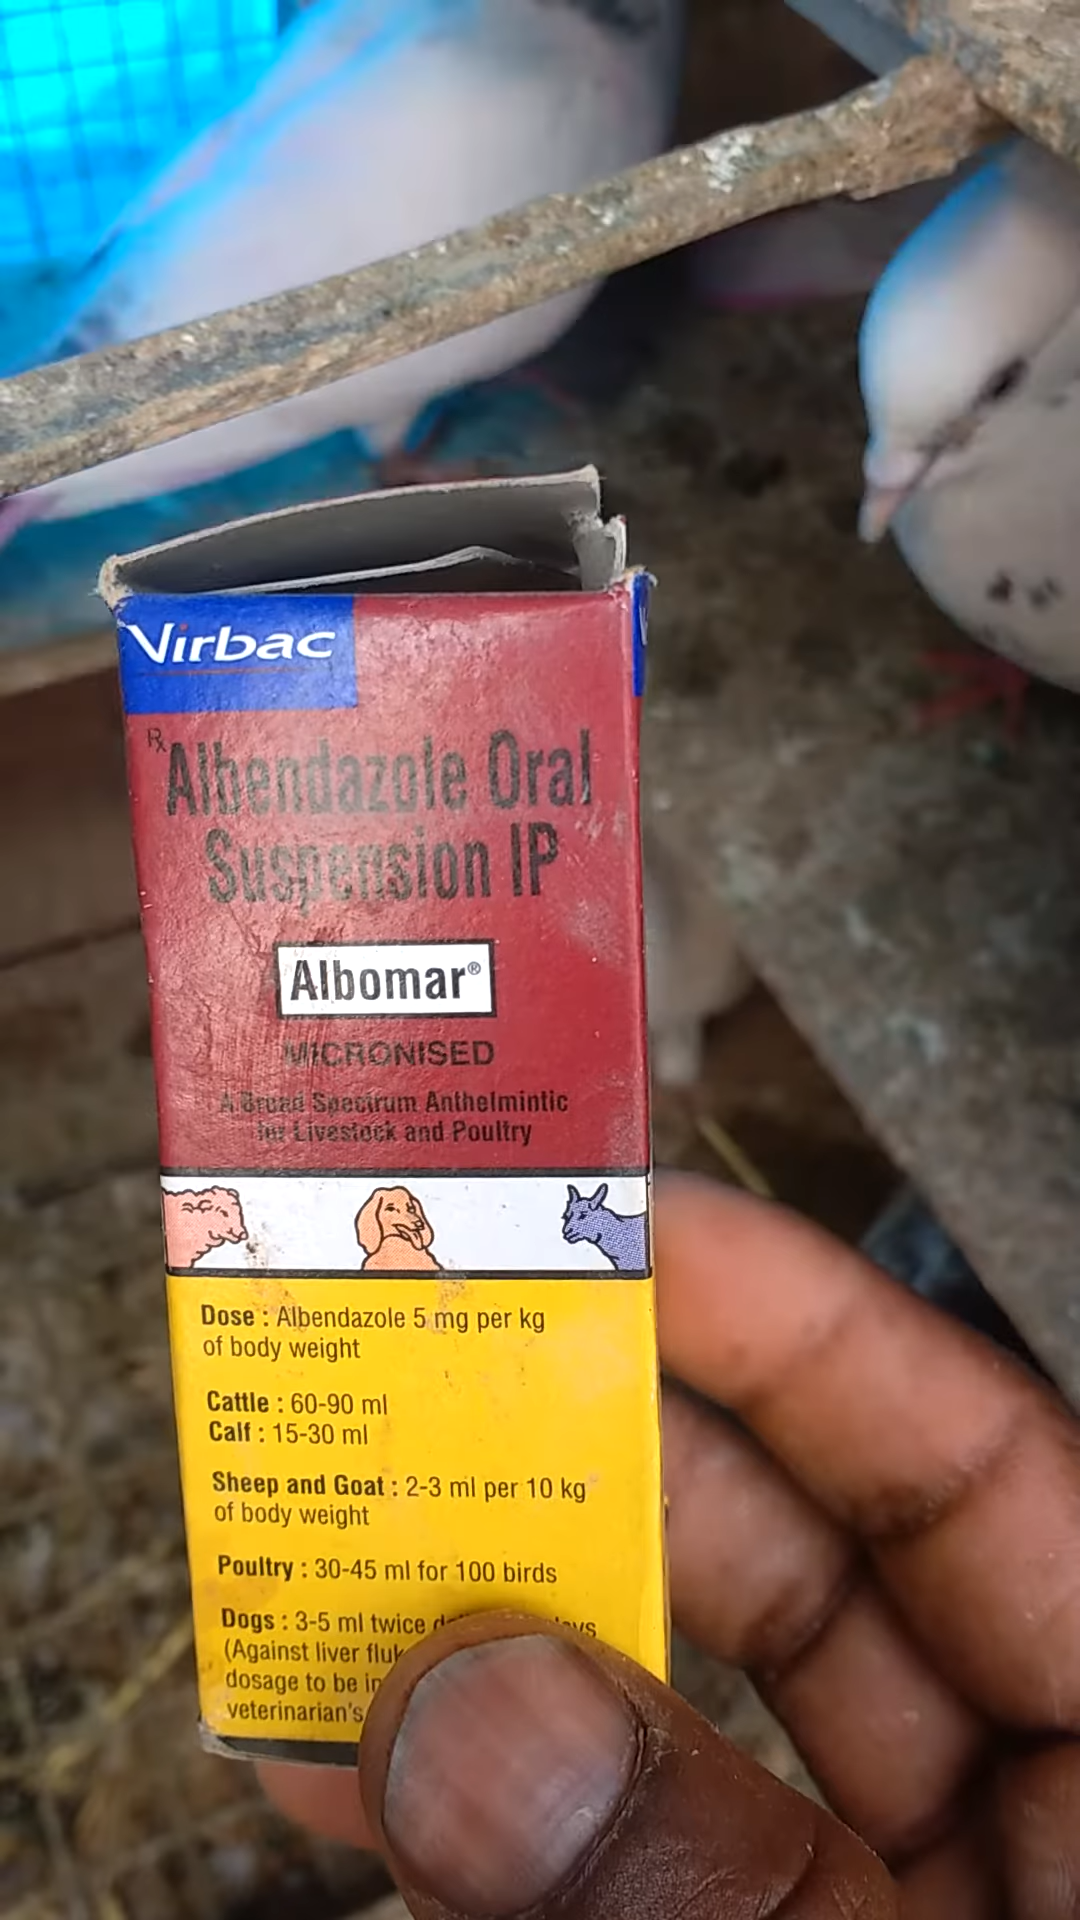 Virbac
Rx
Albendazole Oral
Suspension IP
Albomar®
MICRONISED
A Broad Spectrum Anthelmintic
for Livestock and Poultry
Dose : Albendazole 5 mg per kg
of body weight
Cattle : 60-90 ml
Calf : 15-30 ml
Sheep and Goat : 2-3 ml per 10 kg
of body weight
Poultry : 30-45 ml for 100 birds
Dogs : 3-5 ml twice
(Against liver
dosage to be
veterinarian's